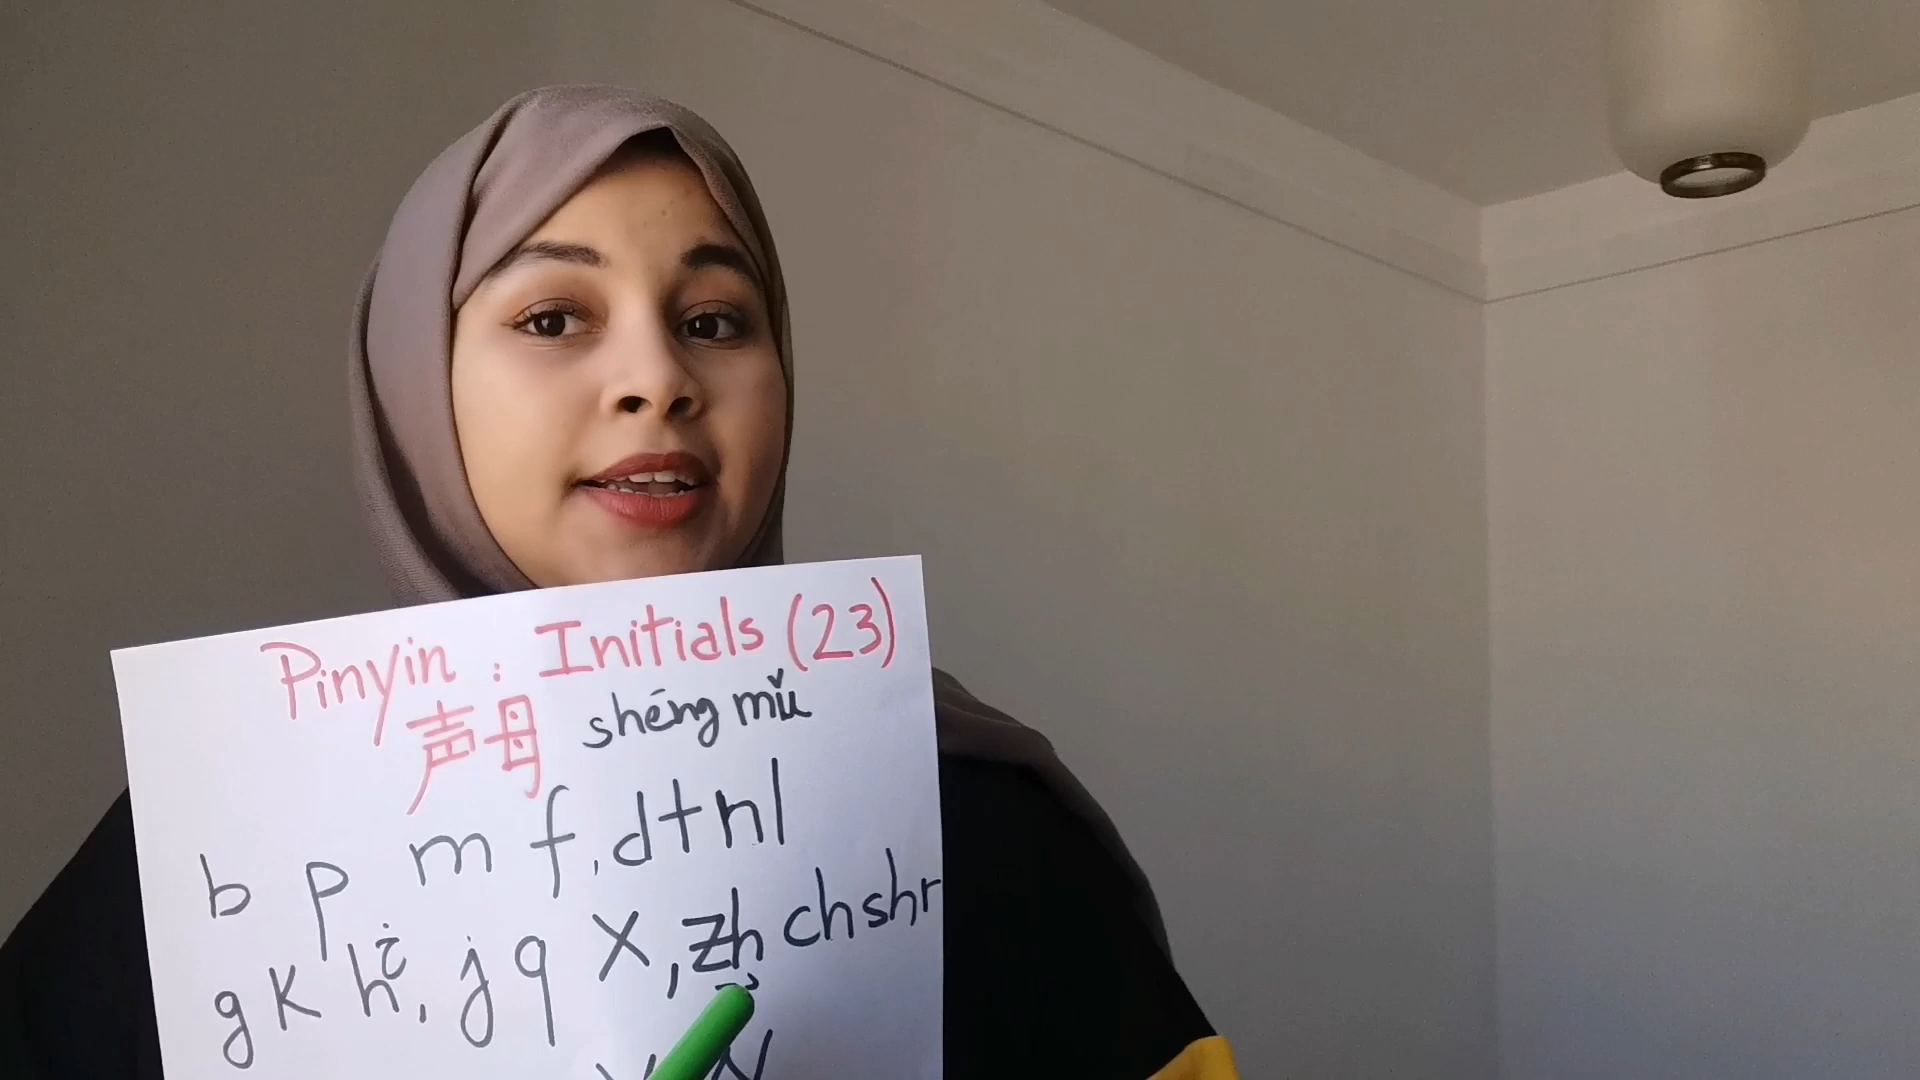 Pinyin : Initials (23)
声母 shēng mǔ
b p m f, d t n l
g k h, j q x, zh ch sh r
y w